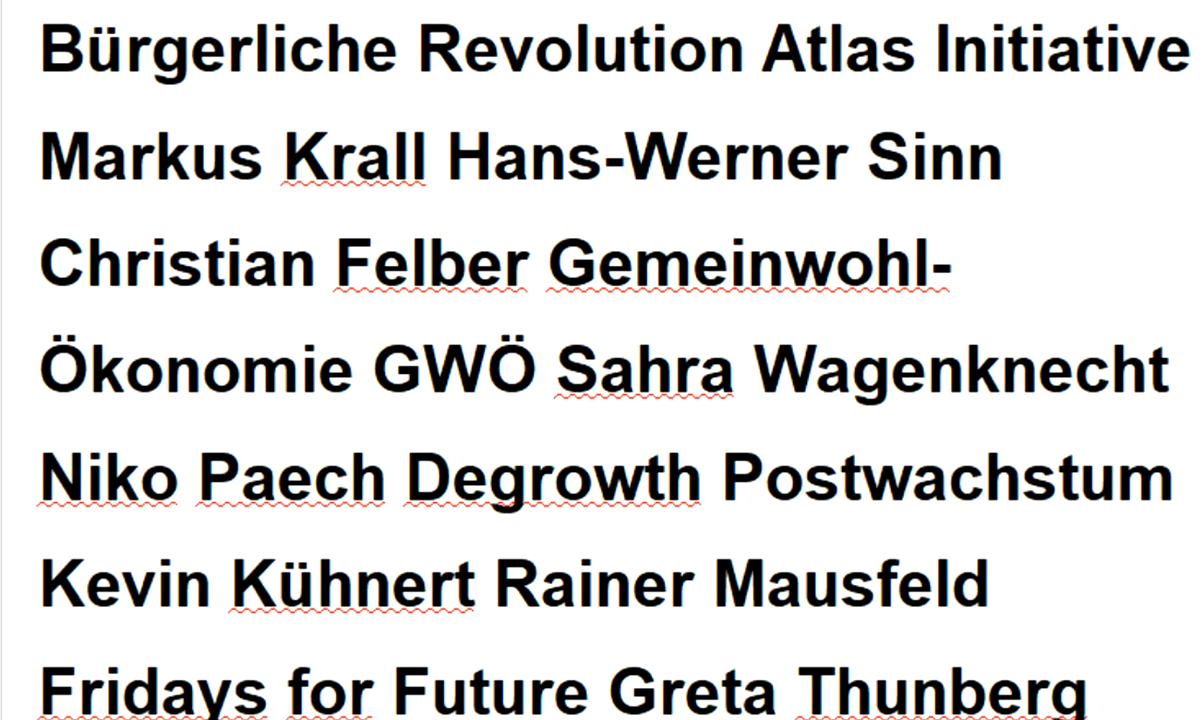 Bürgerliche Revolution Atlas Initiative
Markus Krall Hans-Werner Sinn
Christian Felber Gemeinwohl-
Ökonomie GWÖ Sahra Wagenknecht
Niko Paech Degrowth Postwachstum
Kevin Kühnert Rainer Mausfeld
Fridays for Future Greta Thunberg